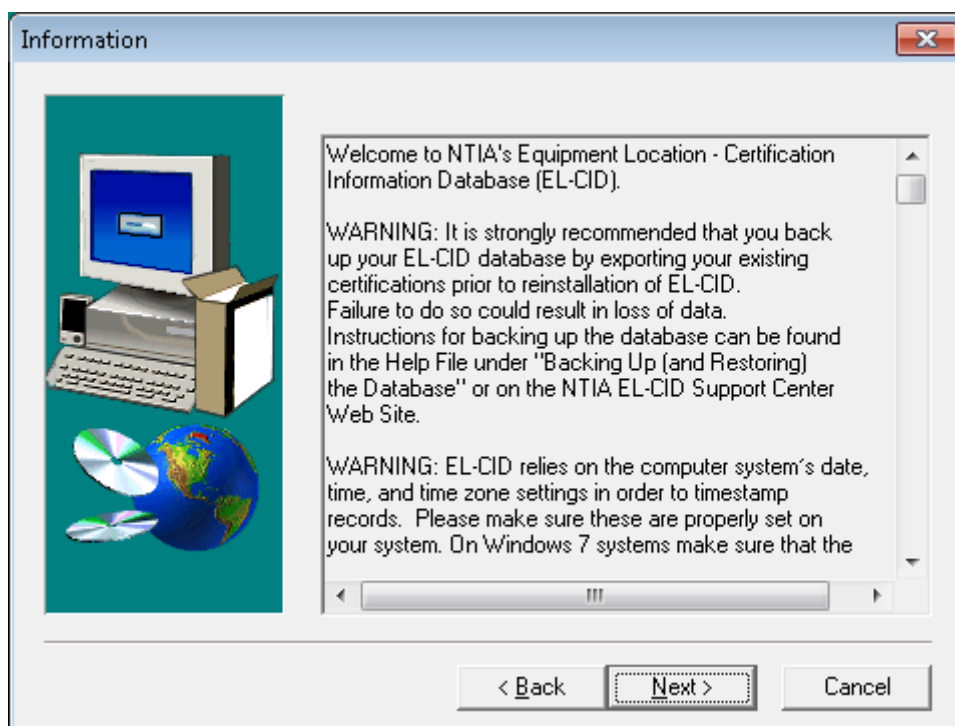 Information
Welcome to NTIA's Equipment Location - Certification
Information Database (EL-CID).
WARNING: It is strongly recommended that you back
up your EL-CID database by exporting your existing
certifications prior to reinstallation of EL-CID.
Failure to do so could result in loss of data.
Instructions for backing up the database can be found
in the Help File under "Backing Up (and Restoring)
the Database" or on the NTIA EL-CID Support Center
Web Site.
WARNING: EL-CID relies on the computer system's date,
time, and time zone settings in order to timestamp
records.  Please make sure these are properly set on
your system. On Windows 7 systems make sure that the
< Back
Next >
Cancel